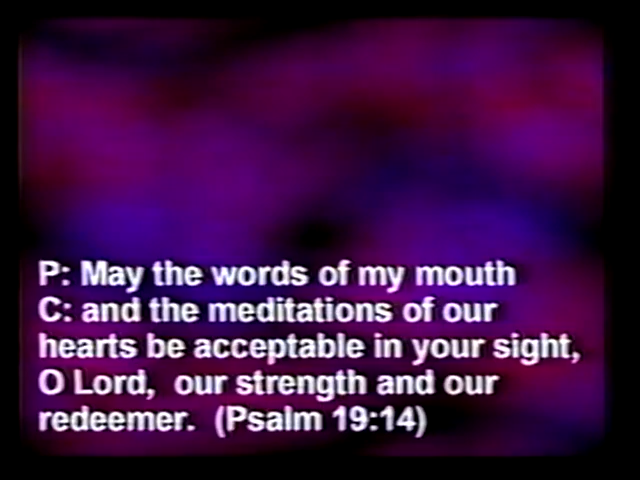 P: May the words of my mouth
C: and the meditations of our
hearts be acceptable in your sight,
O Lord,  our strength and our
redeemer.  (Psalm 19:14)